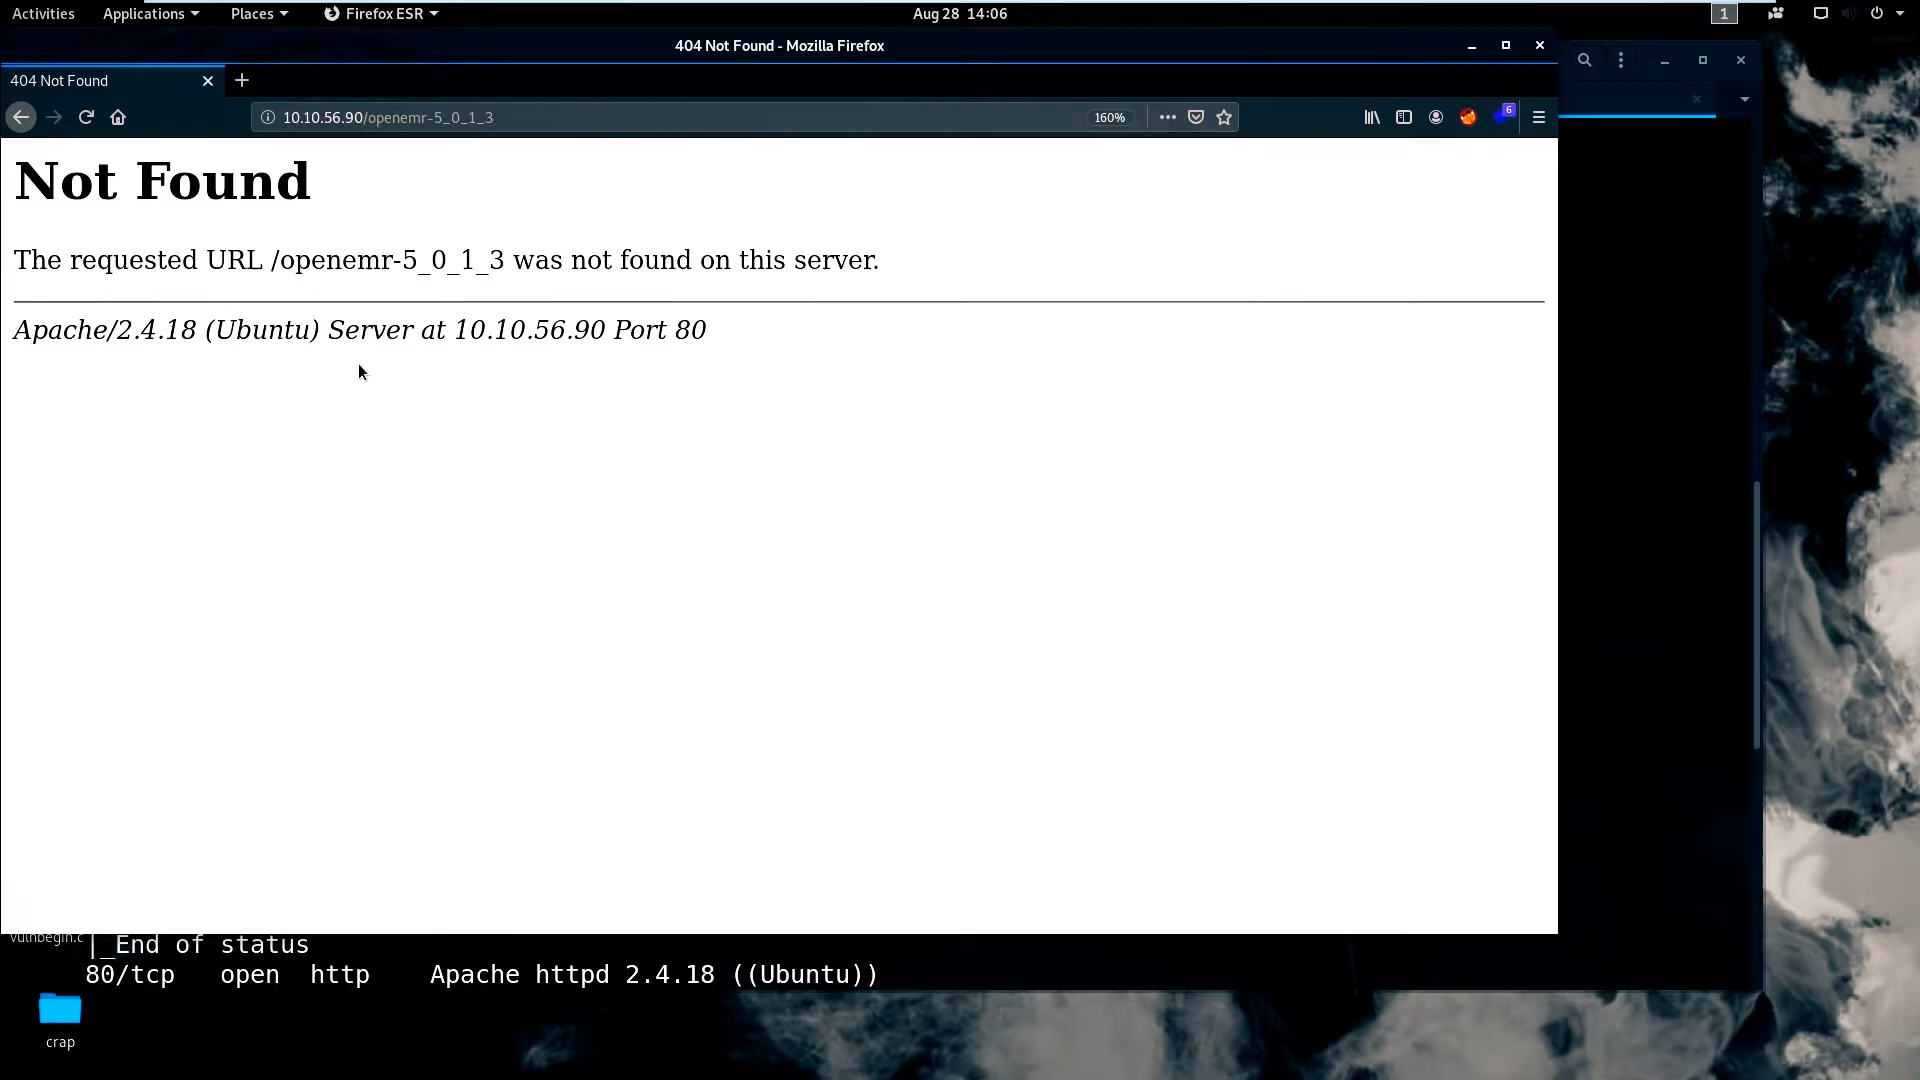 Activities Applications Places Firefox ESR Aug 28 14:06 1
404 Not Found - Mozilla Firefox
404 Not Found
10.10.56.90/openemr-5_0_1_3 160% 6
Not Found
The requested URL /openemr-5_0_1_3 was not found on this server.
Apache/2.4.18 (Ubuntu) Server at 10.10.56.90 Port 80
vulnbegin.c |_End of status
80/tcp open http Apache httpd 2.4.18 ((Ubuntu))
crap